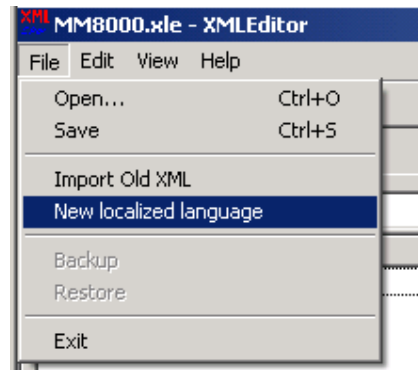 MM8000.xle - XMLEditor
File Edit View Help
Open... Ctrl+O
Save Ctrl+S
Import Old XML
New localized language
Backup
Restore
Exit